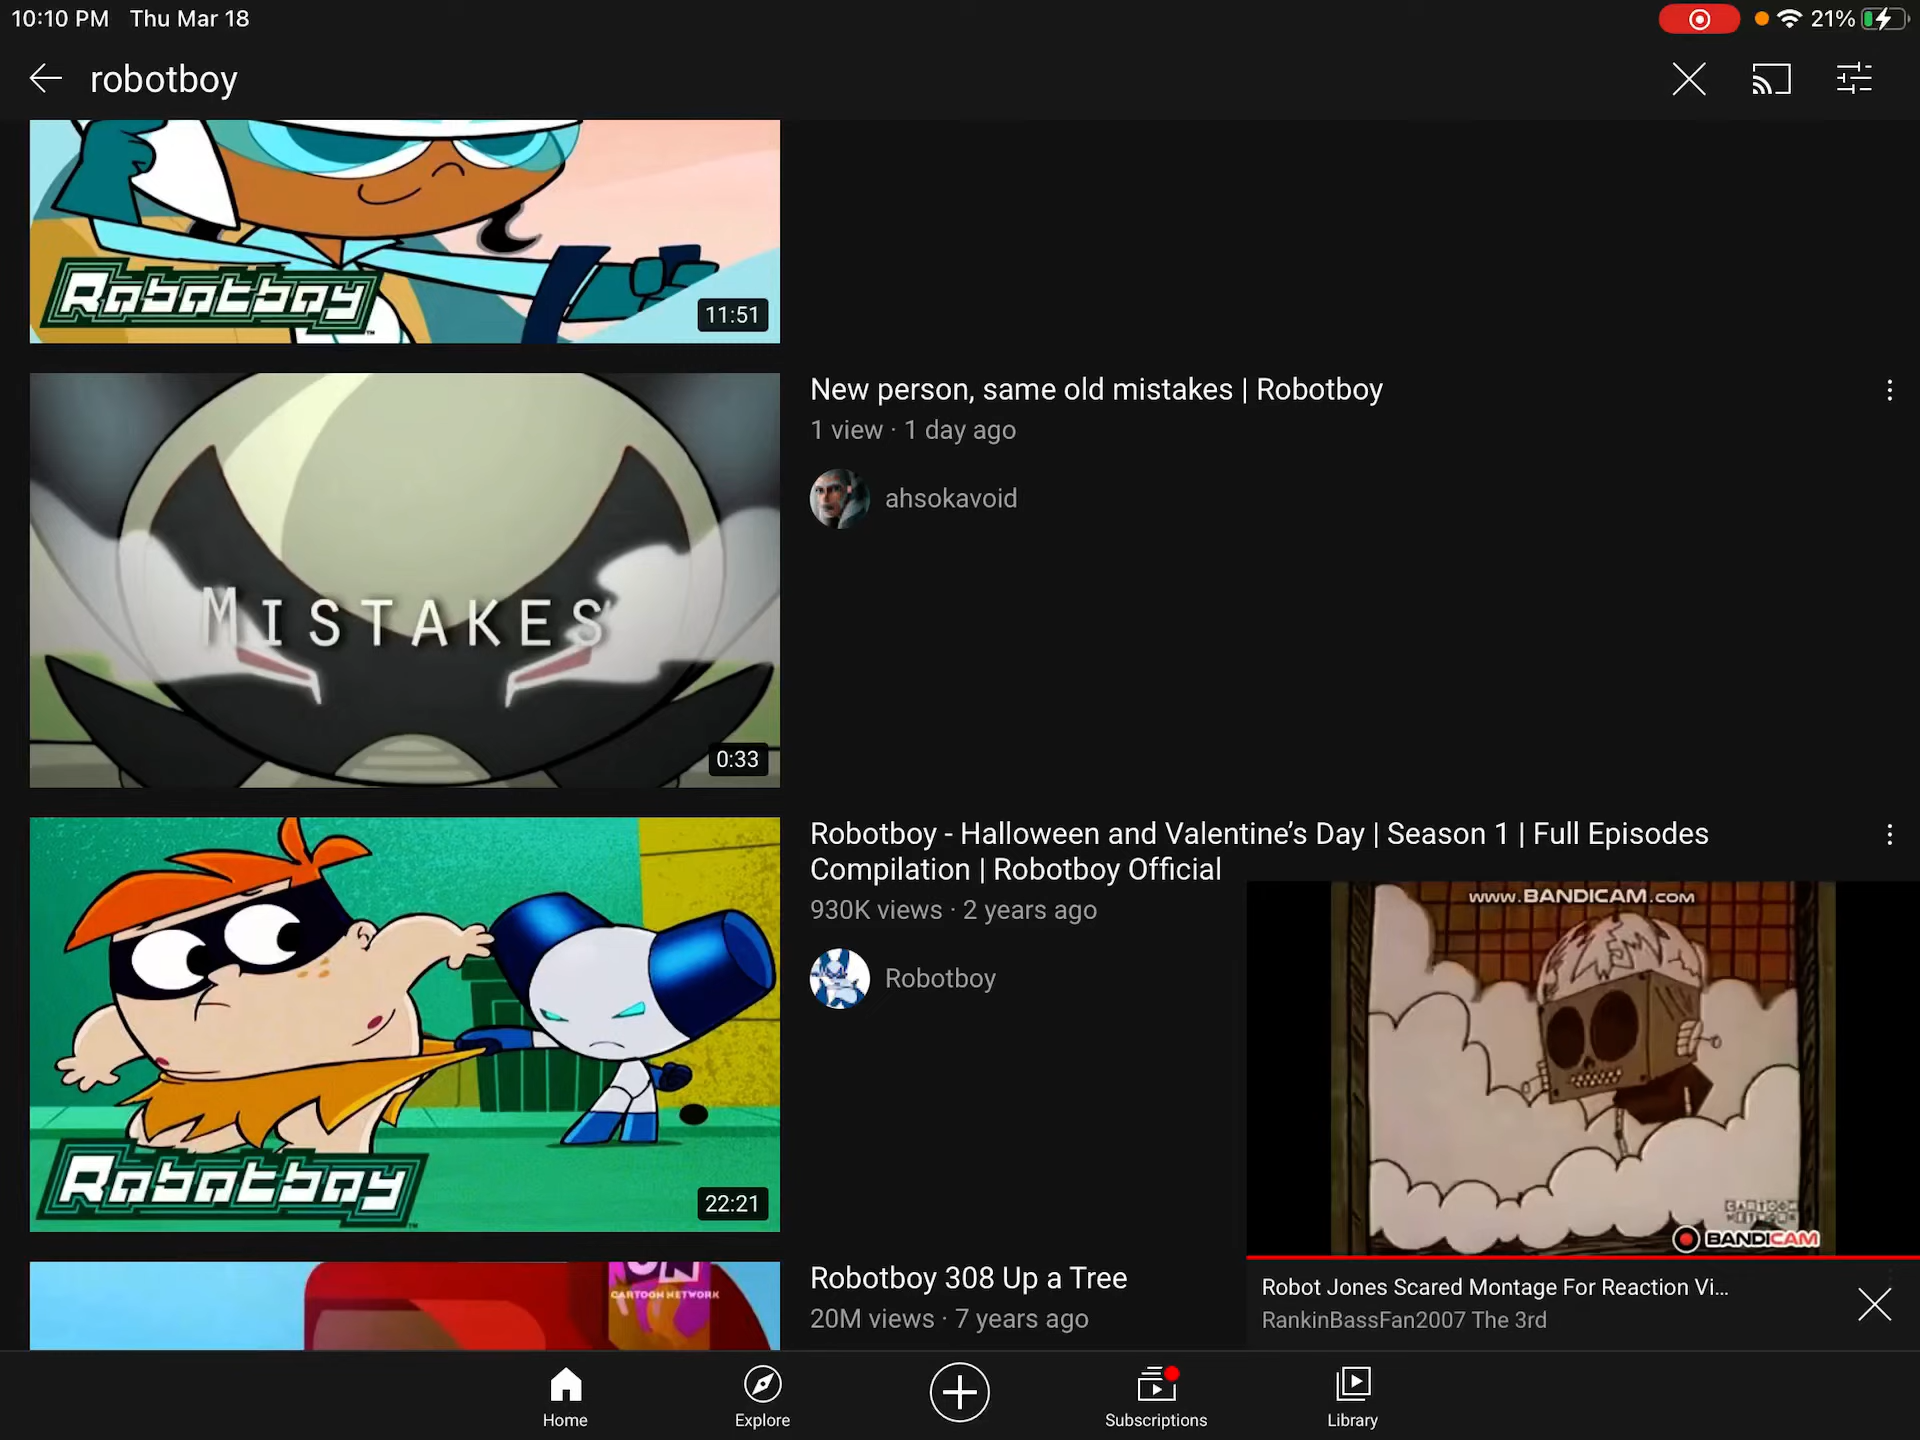 10:10 PM Thu Mar 18
21%
robotboy
Robotboy
11:51
New person, same old mistakes | Robotboy
1 view · 1 day ago
ahsokavoid
MISTAKES
0:33
Robotboy - Halloween and Valentine’s Day | Season 1 | Full Episodes
Compilation | Robotboy Official
930K views · 2 years ago
Robotboy
Robotboy
22:21
www.BANDICAM.com
CARTOON
NETWORK
BANDICAM
Robot Jones Scared Montage For Reaction Vi...
RankinBassFan2007 The 3rd
CN
CARTOON NETWORK
Robotboy 308 Up a Tree
20M views · 7 years ago
Home
Explore
Subscriptions
Library